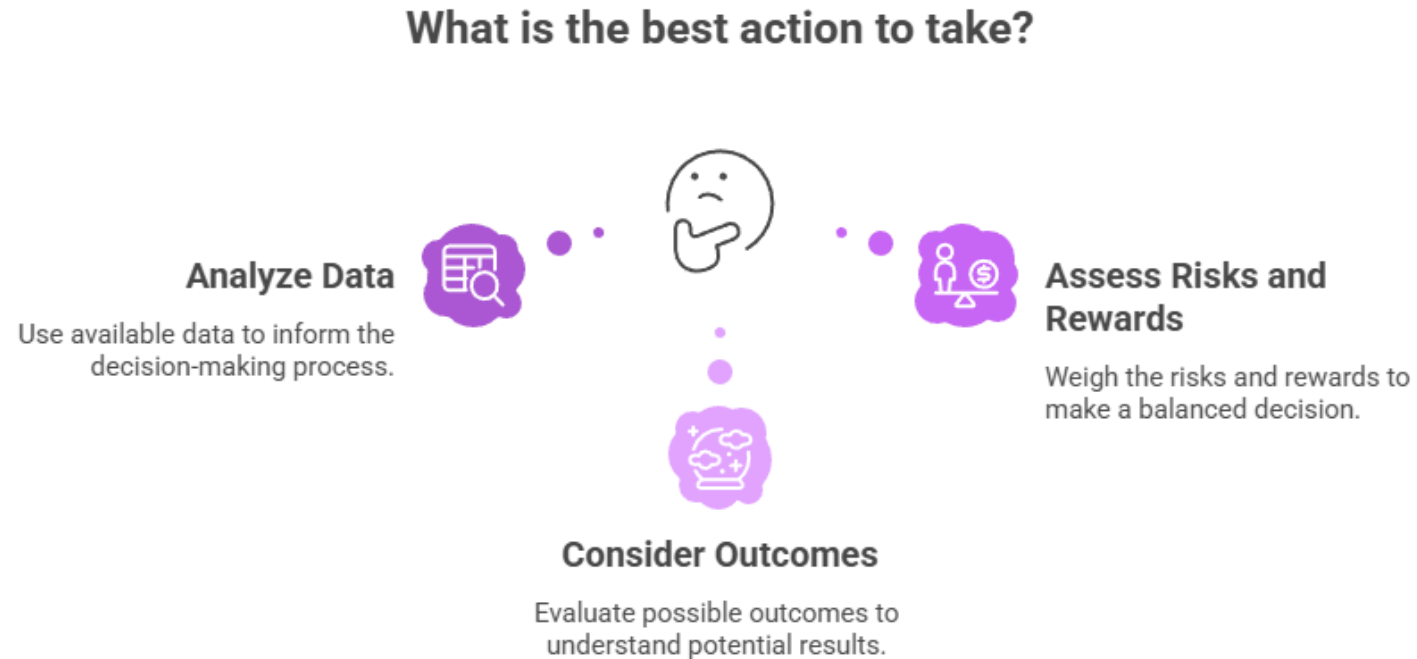 What is the best action to take?
Analyze Data
Use available data to inform the
decision-making process.
Assess Risks and
Rewards
Weigh the risks and rewards to
make a balanced decision.
Consider Outcomes
Evaluate possible outcomes to
understand potential results.